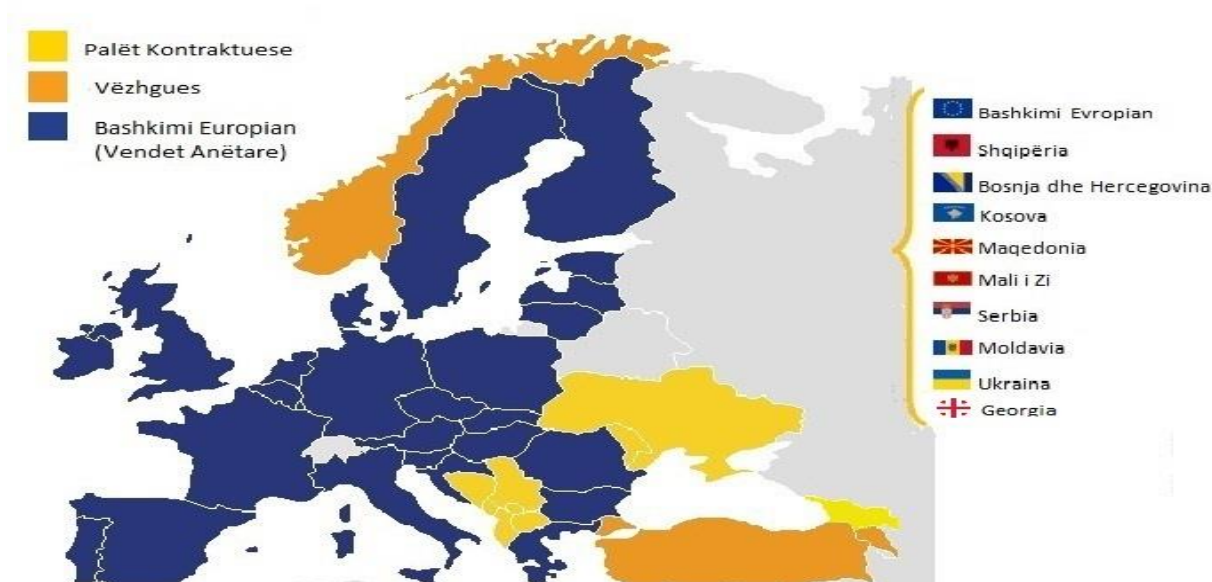 Palët Kontraktuese
Vëzhgues
Bashkimi Europian
(Vendet Anëtare)
Bashkimi Evropian
Shqipëria
Bosnja dhe Hercegovina
Kosova
Maqedonia
Mali i Zi
Serbia
Moldavia
Ukraina
Georgia